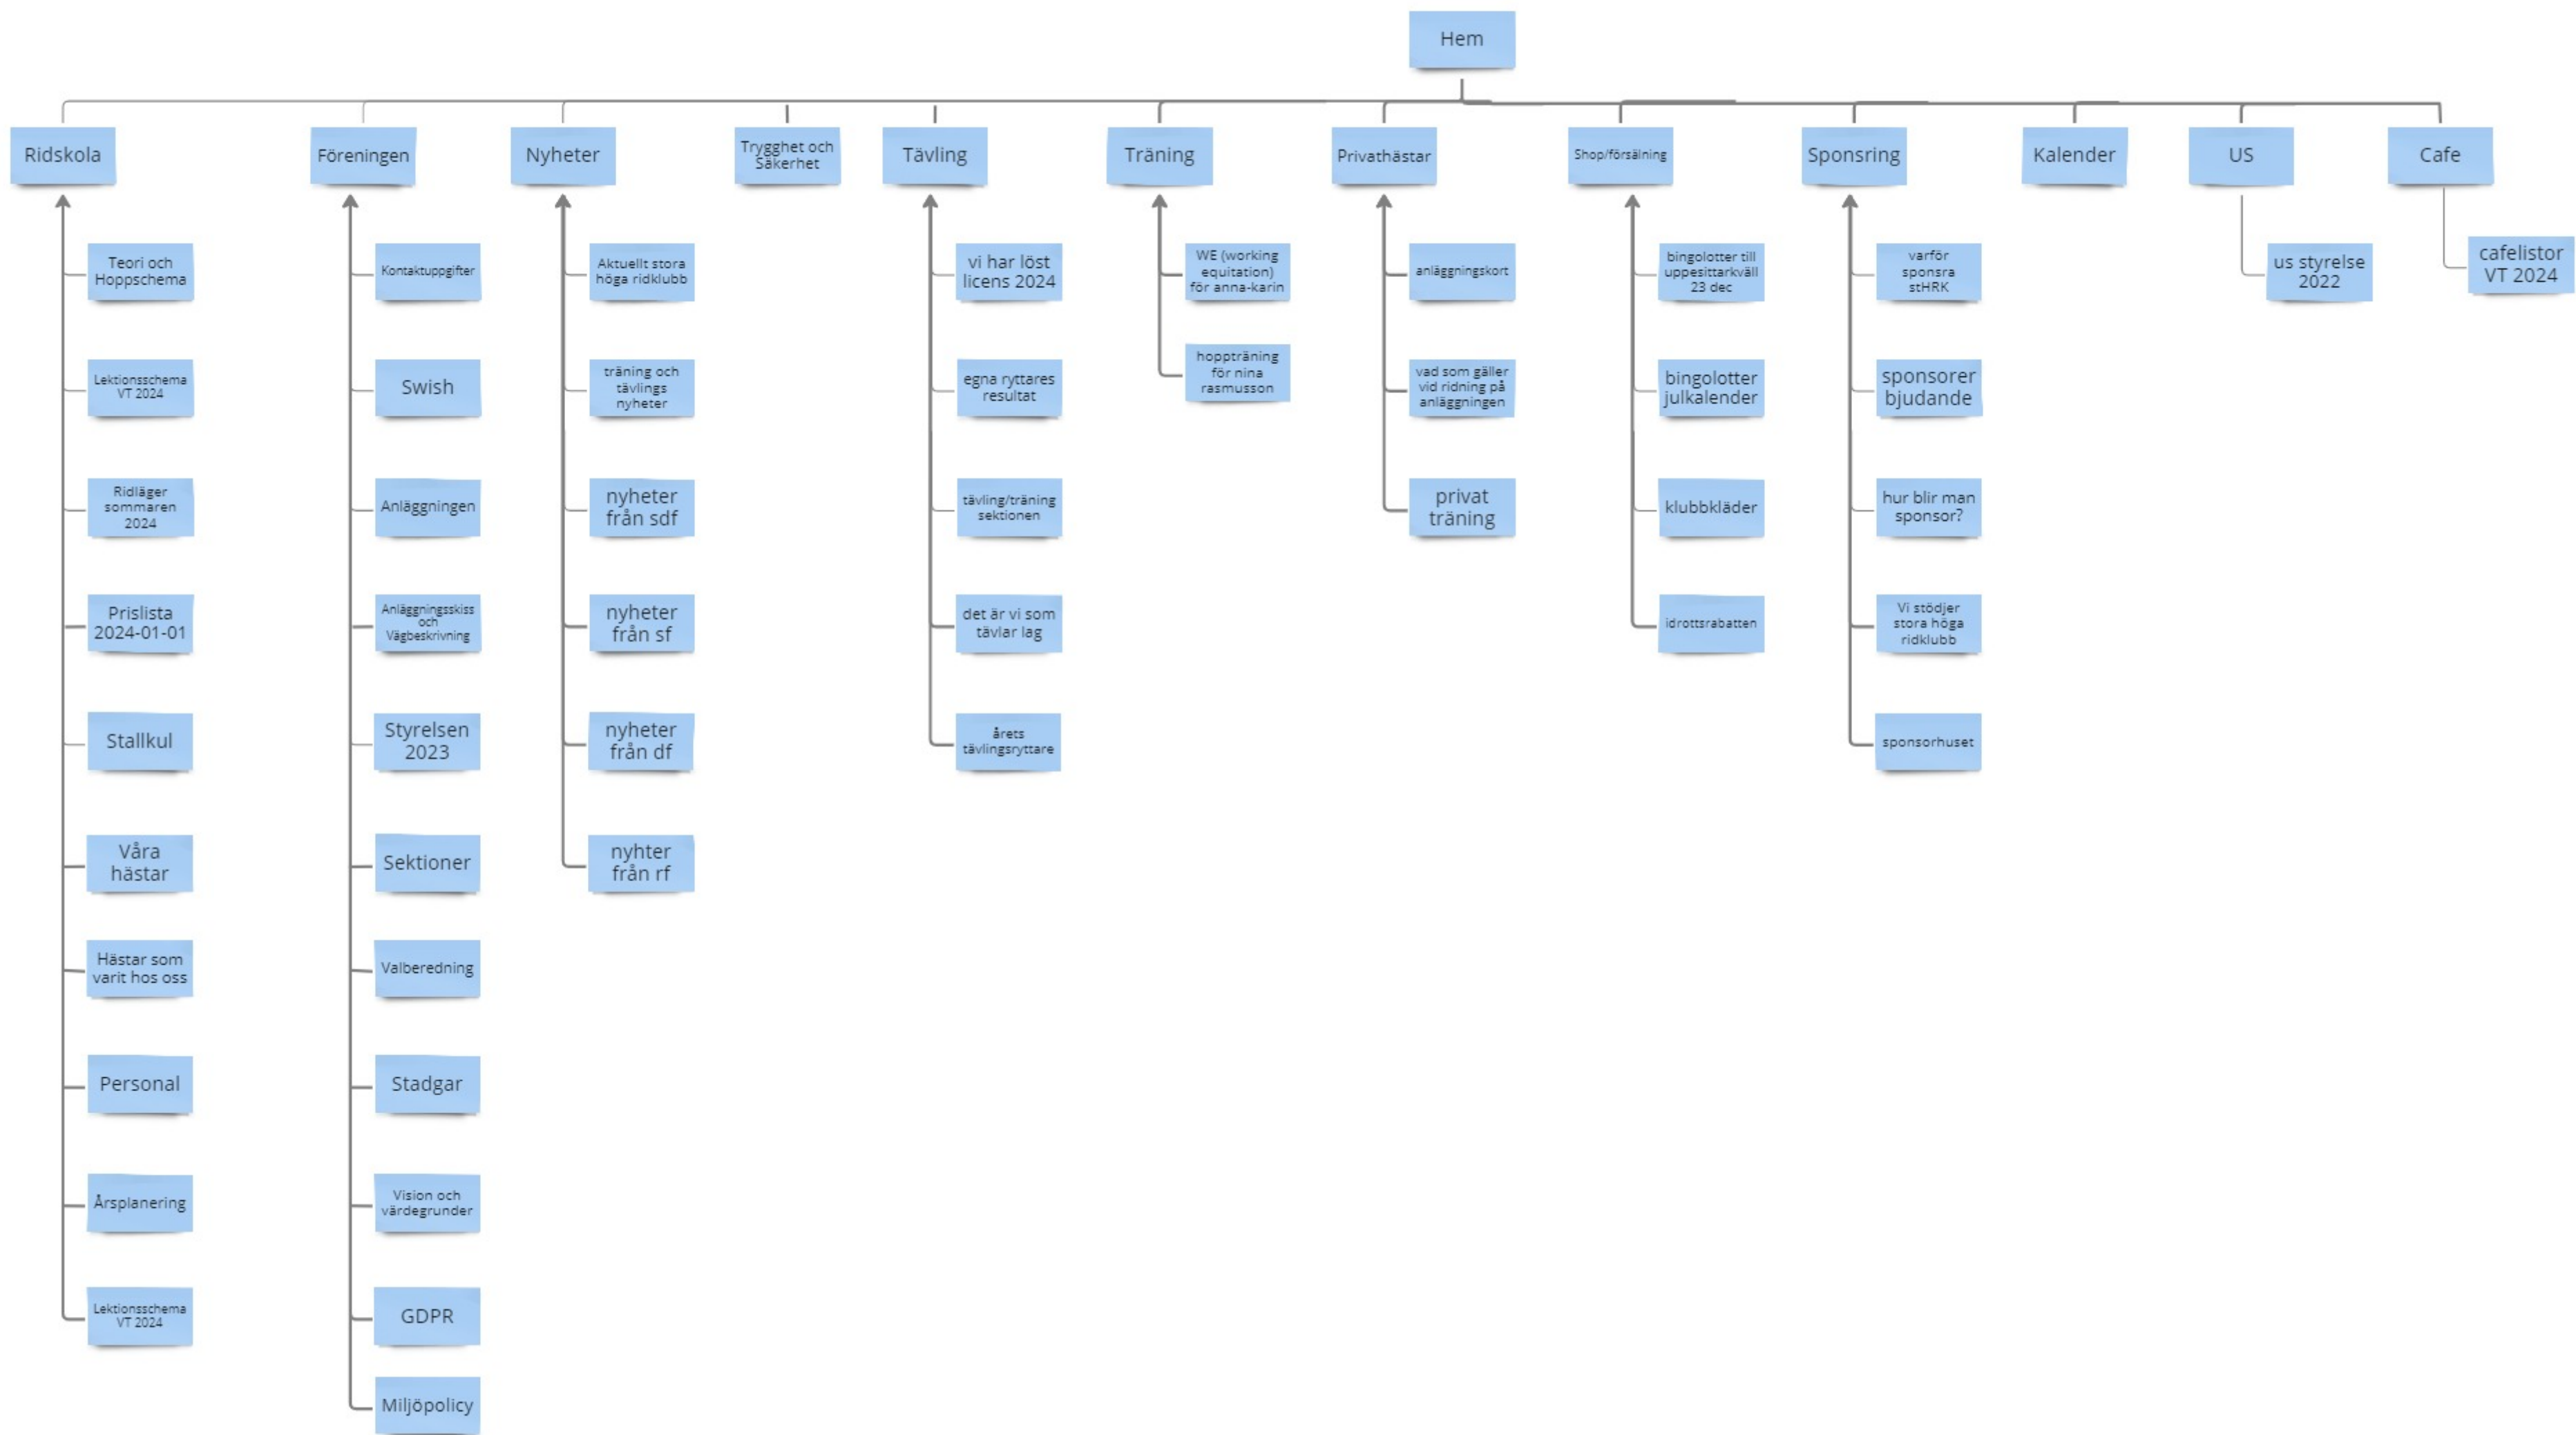 Hem
Ridskola
Föreningen
Nyheter
Trygghet och
Säkerhet
Tävling
Träning
Privathästar
Shop/försälning
Sponsring
Kalender
US
Cafe
Teori och
Hoppschema
Lektionsschema
VT 2024
Ridläger
sommaren
2024
Prislista
2024-01-01
Stallkul
Våra
hästar
Hästar som
varit hos oss
Personal
Årsplanering
Lektionsschema
VT 2024
Kontaktuppgifter
Swish
Anläggningen
Anläggningsskiss
och
Vägbeskrivning
Styrelsen
2023
Sektioner
Valberedning
Stadgar
Vision och
värdegrunder
GDPR
Miljöpolicy
Aktuellt stora
höga ridklubb
träning och
tävlings
nyheter
nyheter
från sdf
nyheter
från sf
nyheter
från df
nyhter
från rf
vi har löst
licens 2024
egna ryttares
resultat
tävling/träning
sektionen
det är vi som
tävlar lag
årets
tävlingsryttare
WE (working
equitation)
för anna-karin
hoppträning
för nina
rasmusson
anläggningskort
vad som gäller
vid ridning på
anläggningen
privat
träning
bingolotter till
uppesittarkväll
23 dec
bingolotter
julkalender
klubbkläder
idrottsrabatten
varför
sponsra
stHRK
sponsorer
bjudande
hur blir man
sponsor?
Vi stödjer
stora höga
ridklubb
sponsorhuset
us styrelse
2022
cafelistor
VT 2024